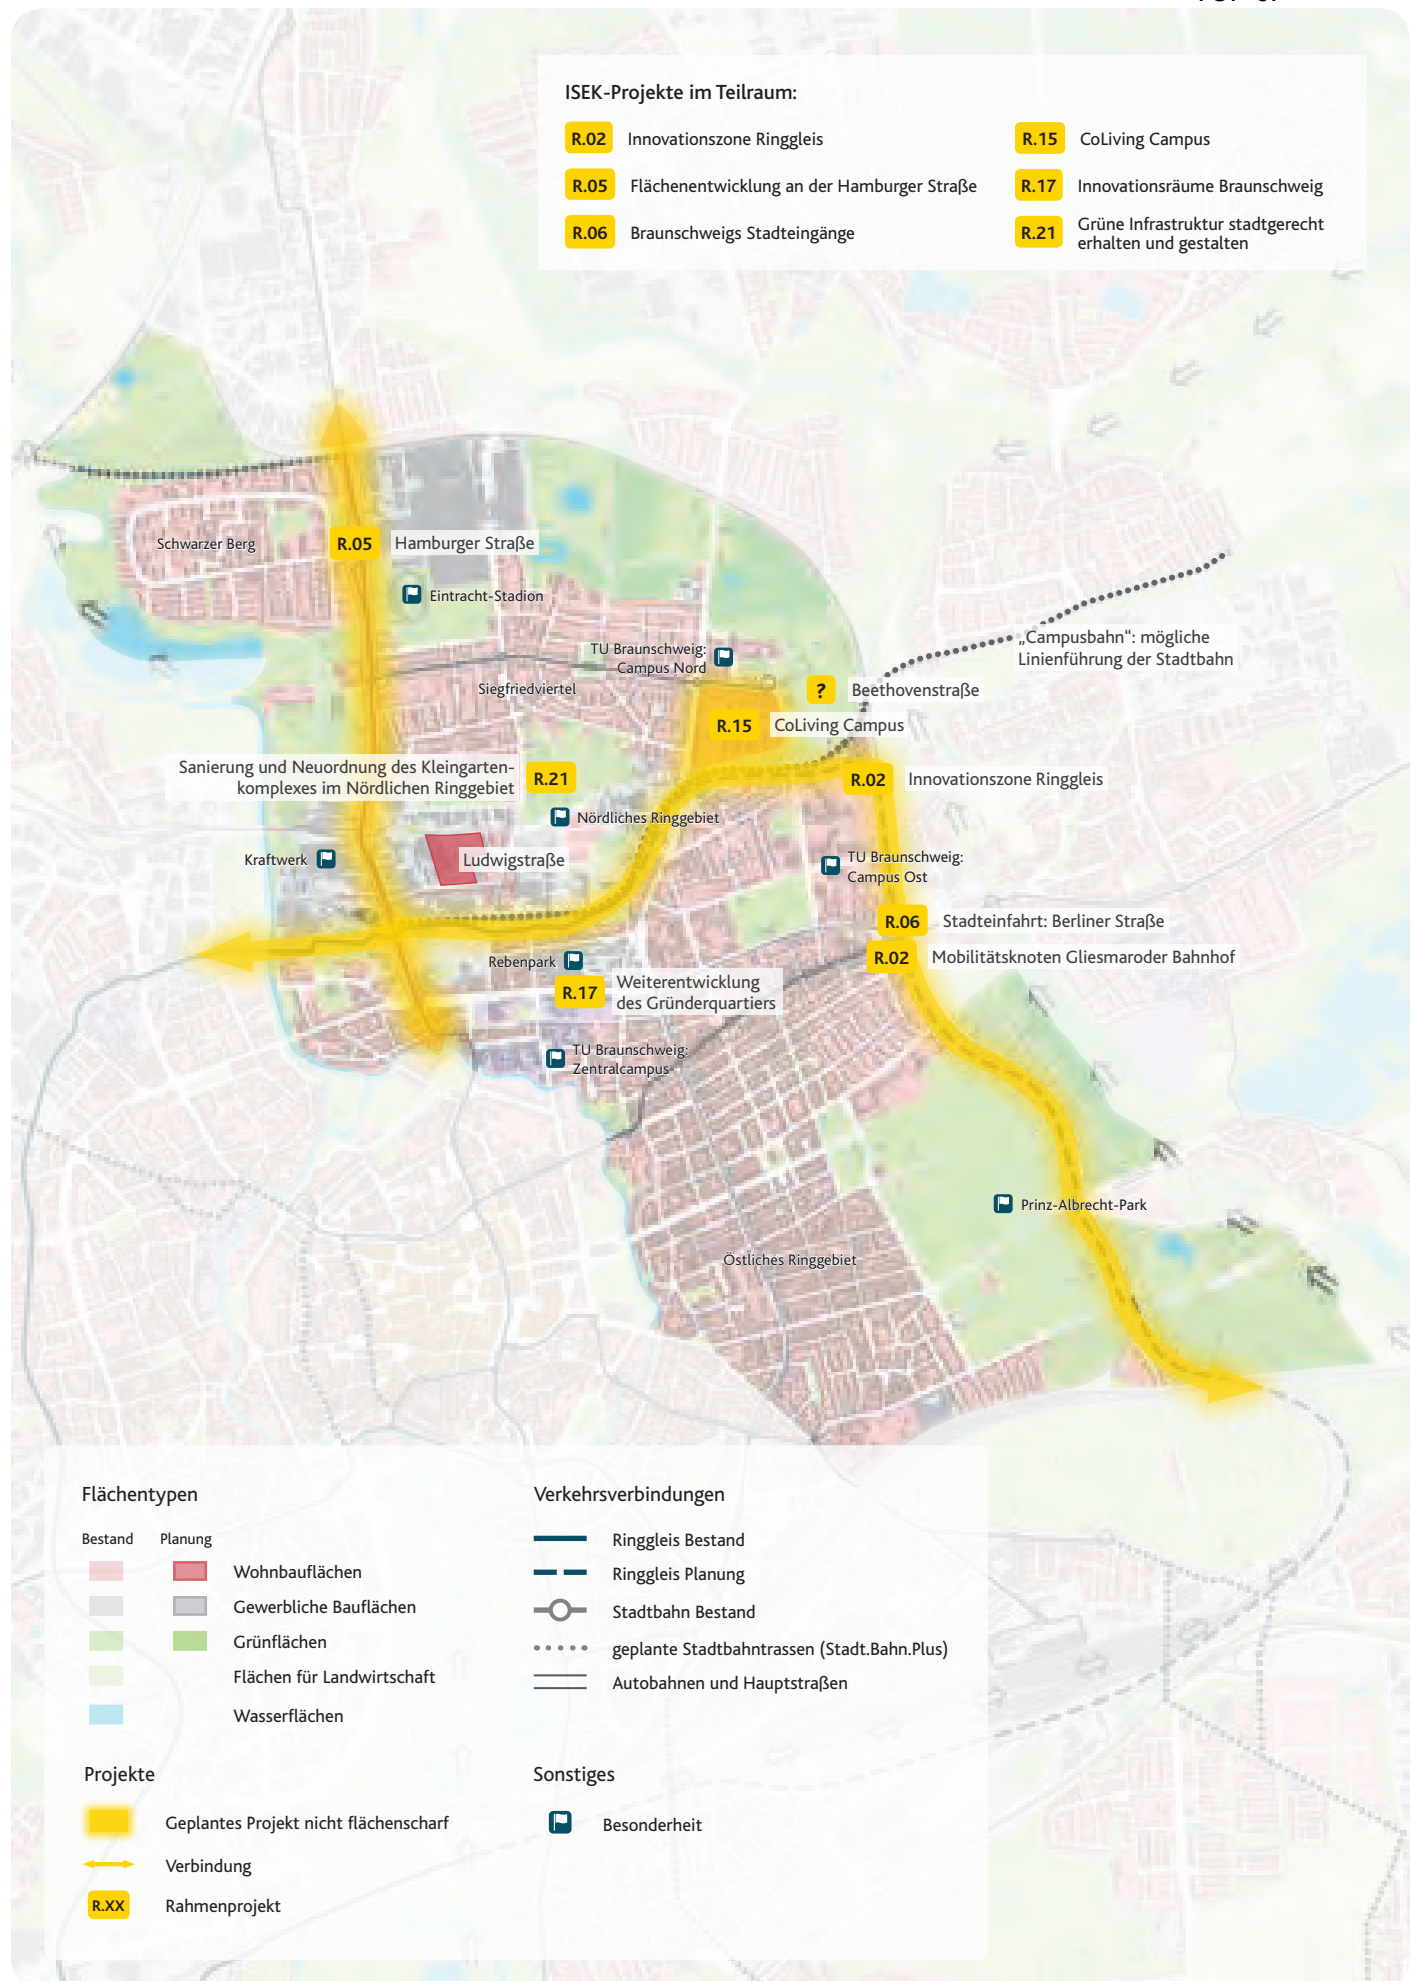 ISEK-Projekte im Teilraum:
R.02 Innovationszone Ringgleis
R.05 Flächenentwicklung an der Hamburger Straße
R.06 Braunschweigs Stadteingänge
R.15 CoLiving Campus
R.17 Innovationsräume Braunschweig
R.21 Grüne Infrastruktur stadtgerecht
erhalten und gestalten
Schwarzer Berg
R.05 Hamburger Straße
Eintracht-Stadion
„Campusbahn“: mögliche
Linienführung der Stadtbahn
TU Braunschweig:
Campus Nord
Siegfriedviertel
? Beethovenstraße
R.15 CoLiving Campus
Sanierung und Neuordnung des Kleingarten-
komplexes im Nördlichen Ringgebiet
R.21
R.02 Innovationszone Ringgleis
Nördliches Ringgebiet
Kraftwerk
Ludwigstraße
TU Braunschweig:
Campus Ost
R.06 Stadteinfahrt: Berliner Straße
R.02 Mobilitätsknoten Gliesmaroder Bahnhof
Rebenpark
R.17 Weiterentwicklung
des Gründerquartiers
TU Braunschweig:
Zentralcampus
Prinz-Albrecht-Park
Östliches Ringgebiet
Flächentypen
Bestand Planung
Wohnbauflächen
Gewerbliche Bauflächen
Grünflächen
Flächen für Landwirtschaft
Wasserflächen
Verkehrsverbindungen
Ringgleis Bestand
Ringgleis Planung
Stadtbahn Bestand
geplante Stadtbahntrassen (Stadt.Bahn.Plus)
Autobahnen und Hauptstraßen
Projekte
Geplantes Projekt nicht flächenscharf
Verbindung
R.XX Rahmenprojekt
Sonstiges
Besonderheit